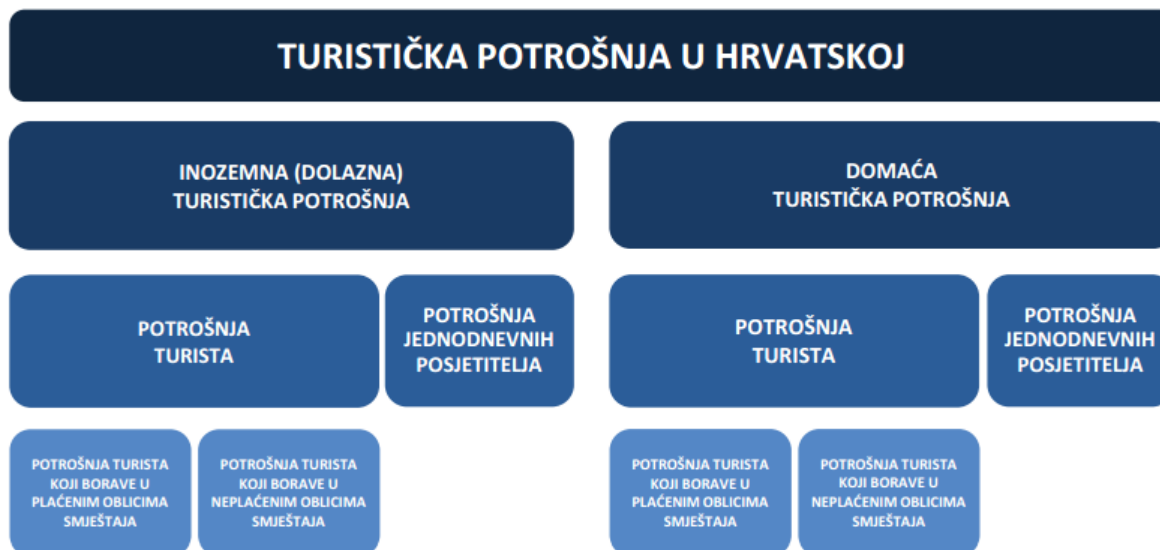 TURISTIČKA POTROŠNJA U HRVATSKOJ
INOZEMNA (DOLAZNA)
TURISTIČKA POTROŠNJA
DOMAĆA
TURISTIČKA POTROŠNJA
POTROŠNJA
TURISTA
POTROŠNJA
JEDNODNEVNIH
POSJETITELJA
POTROŠNJA
TURISTA
POTROŠNJA
JEDNODNEVNIH
POSJETITELJA
POTROŠNJA TURISTA
KOJI BORAVE U
PLAĆENIM OBLICIMA
SMJEŠTAJA
POTROŠNJA TURISTA
KOJI BORAVE U
NEPLAĆENIM OBLICIMA
SMJEŠTAJA
POTROŠNJA TURISTA
KOJI BORAVE U
PLAĆENIM OBLICIMA
SMJEŠTAJA
POTROŠNJA TURISTA
KOJI BORAVE U
NEPLAĆENIM OBLICIMA
SMJEŠTAJA